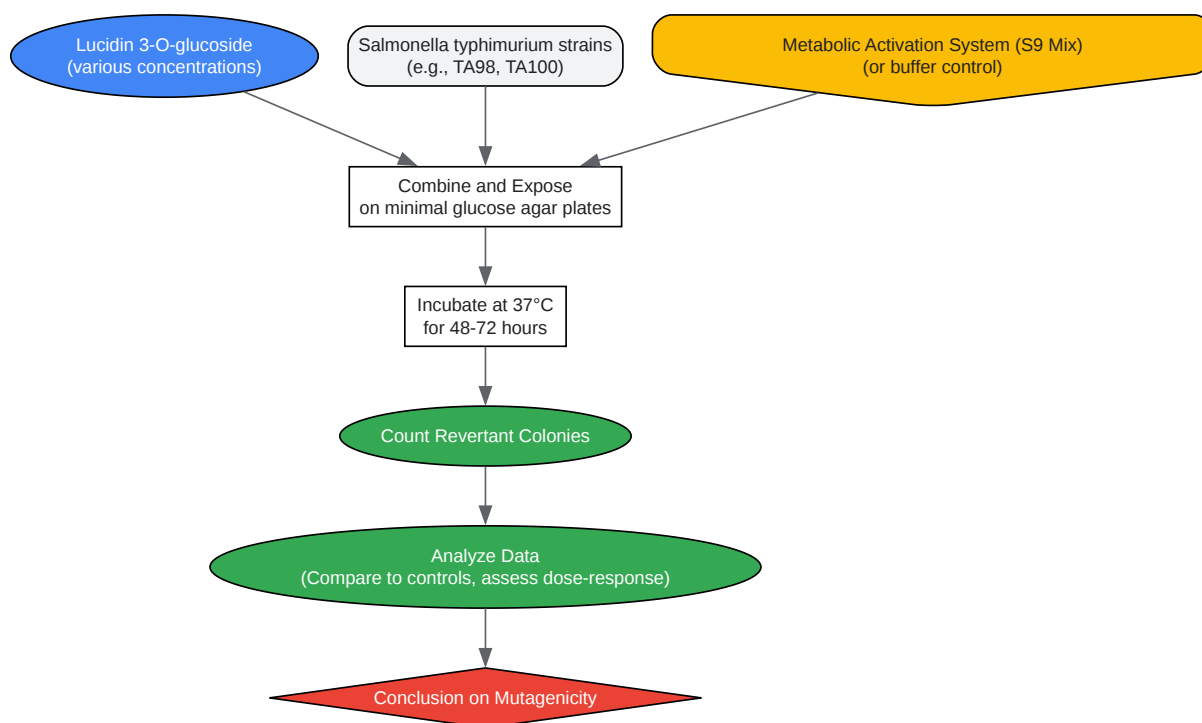 Lucidin 3-O-glucoside
(various concentrations)
Salmonella typhimurium strains
(e.g., TA98, TA100)
Metabolic Activation System (S9 Mix)
(or buffer control)
Combine and Expose
on minimal glucose agar plates
Incubate at 37°C
for 48-72 hours
Count Revertant Colonies
Analyze Data
(Compare to controls, assess dose-response)
Conclusion on Mutagenicity